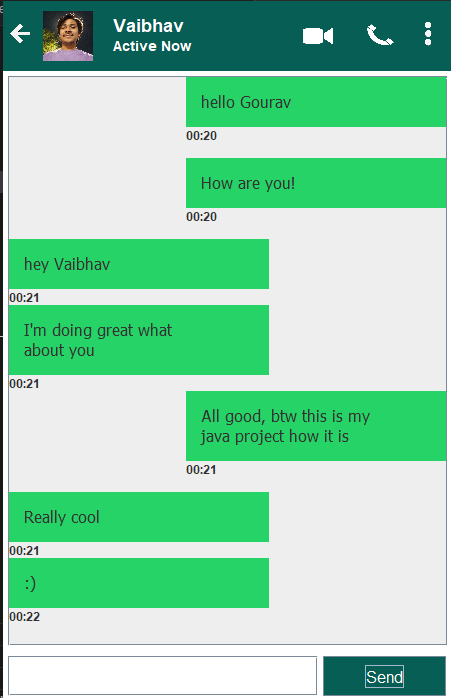 Vaibhav
Active Now
hello Gourav
00:20
How are you!
00:20
hey Vaibhav
00:21
I'm doing great what
about you
00:21
All good, btw this is my
java project how it is
00:21
Really cool
00:21
:)
00:22
Send